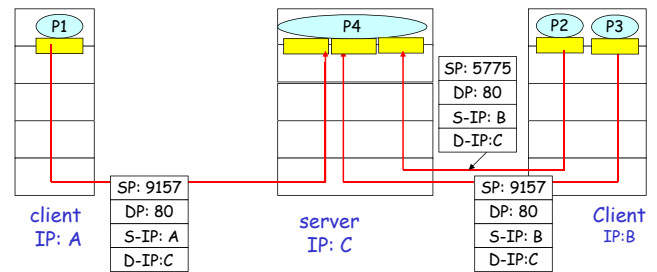 P1
P4
P2
P3
SP: 5775
DP: 80
S-IP: B
D-IP:C
SP: 9157
DP: 80
S-IP: A
D-IP:C
SP: 9157
DP: 80
S-IP: B
D-IP:C
client
IP: A
server
IP: C
Client
IP:B